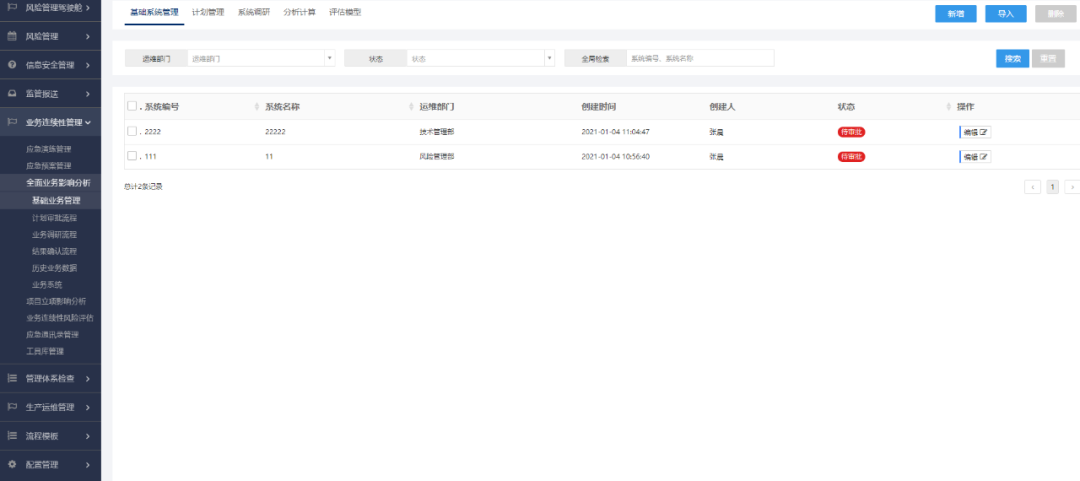 风险管理驾驶舱
风险管理
信息安全管理
监管报送
业务连续性管理
应急演练管理
应急预案管理
全面业务影响分析
基础业务管理
计划审批流程
业务调研流程
结果确认流程
历史业务数据
业务系统
项目立项影响分析
业务连续性风险评估
应急通讯录管理
工具库管理
管理体系检查
生产运维管理
流程模板
配置管理
基础系统管理 计划管理 系统调研 分析计算 评估模型
新增 导入 删除
运维部门 运维部门 状态 状态 全局检索 系统编号、系统名称 搜索 重置
系统编号 系统名称 运维部门 创建时间 创建人 状态 操作
2222 22222 技术管理部 2021-01-04 11:04:47 张晨 待审批 编辑
111 11 风险管理部 2021-01-04 10:56:40 张晨 待审批 编辑
总计2条记录
‹ 1 ›